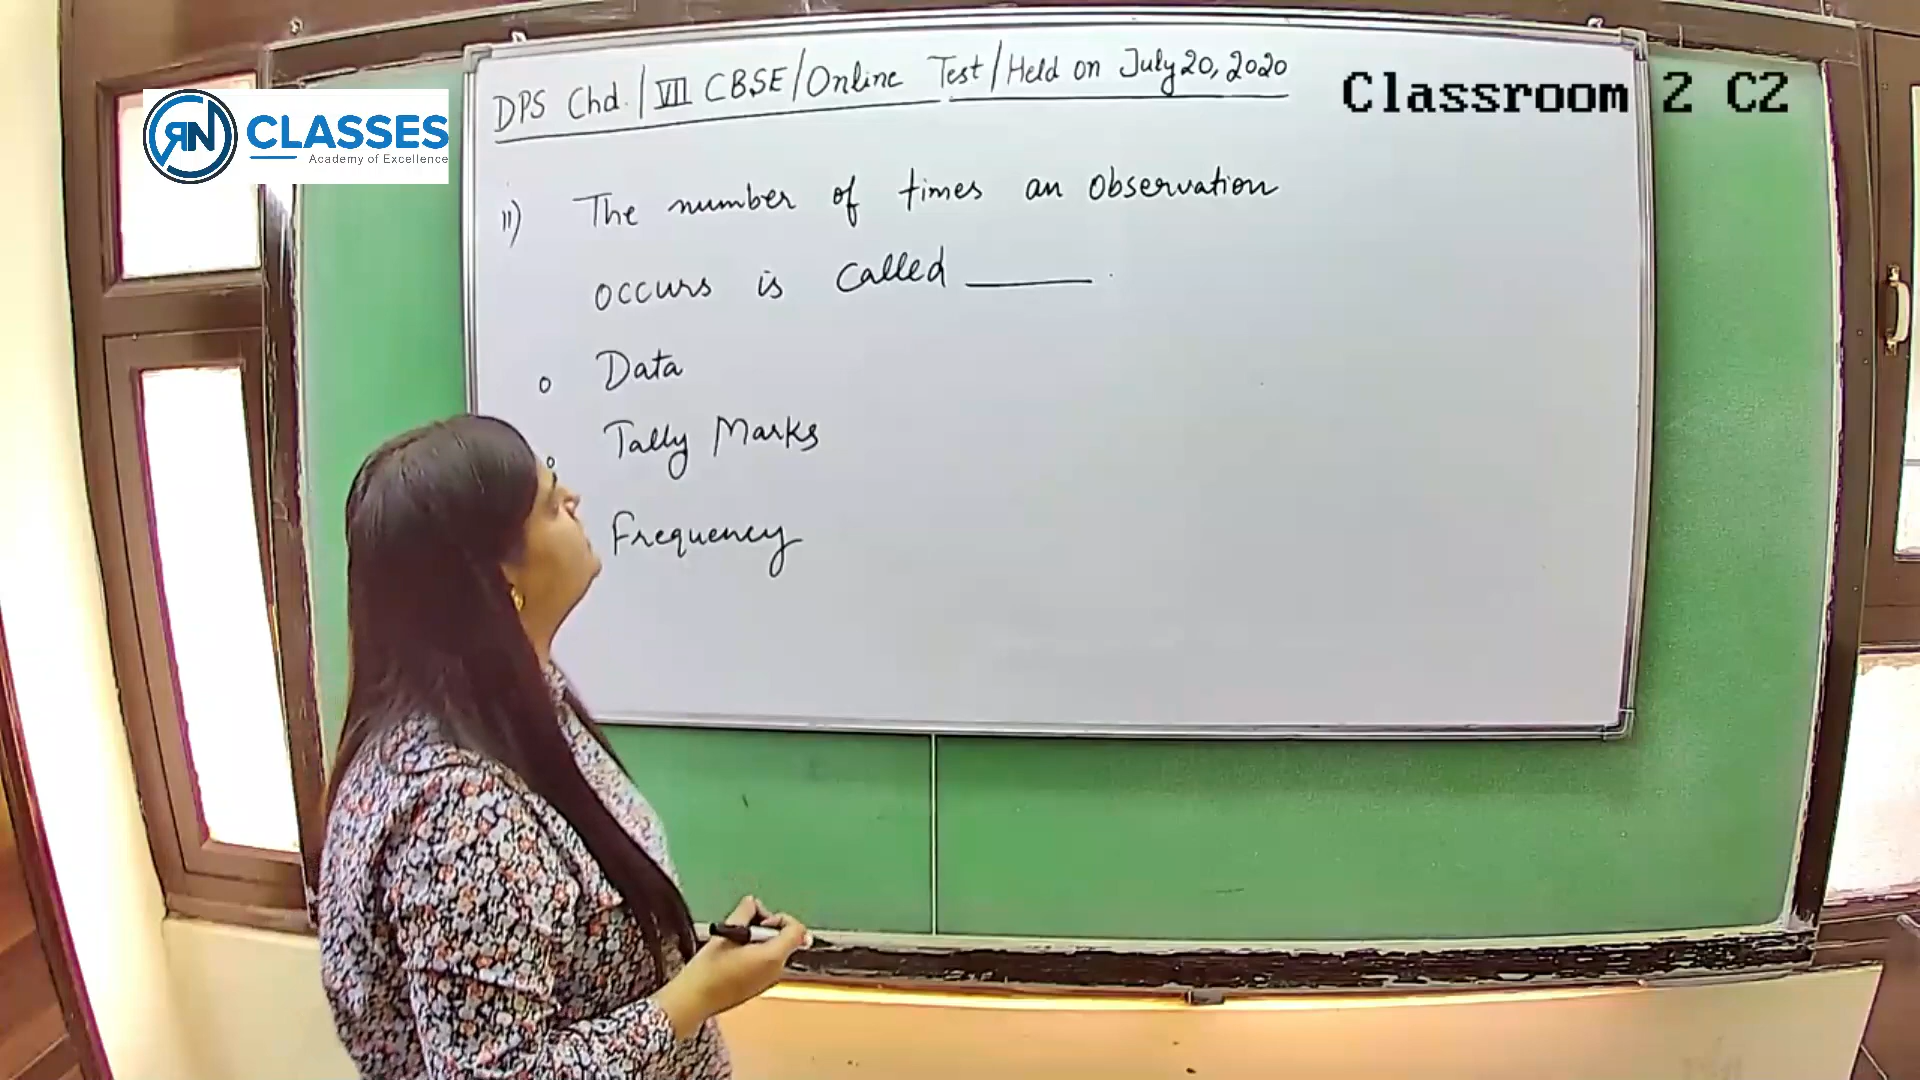 DPS Chd. / VII CBSE / Online Test / Held on July 20, 2020
Classroom 2 C2
RN CLASSES
Academy of Excellence
11) The number of times an observation
occurs is called ______.
o Data
o Tally Marks
Frequency